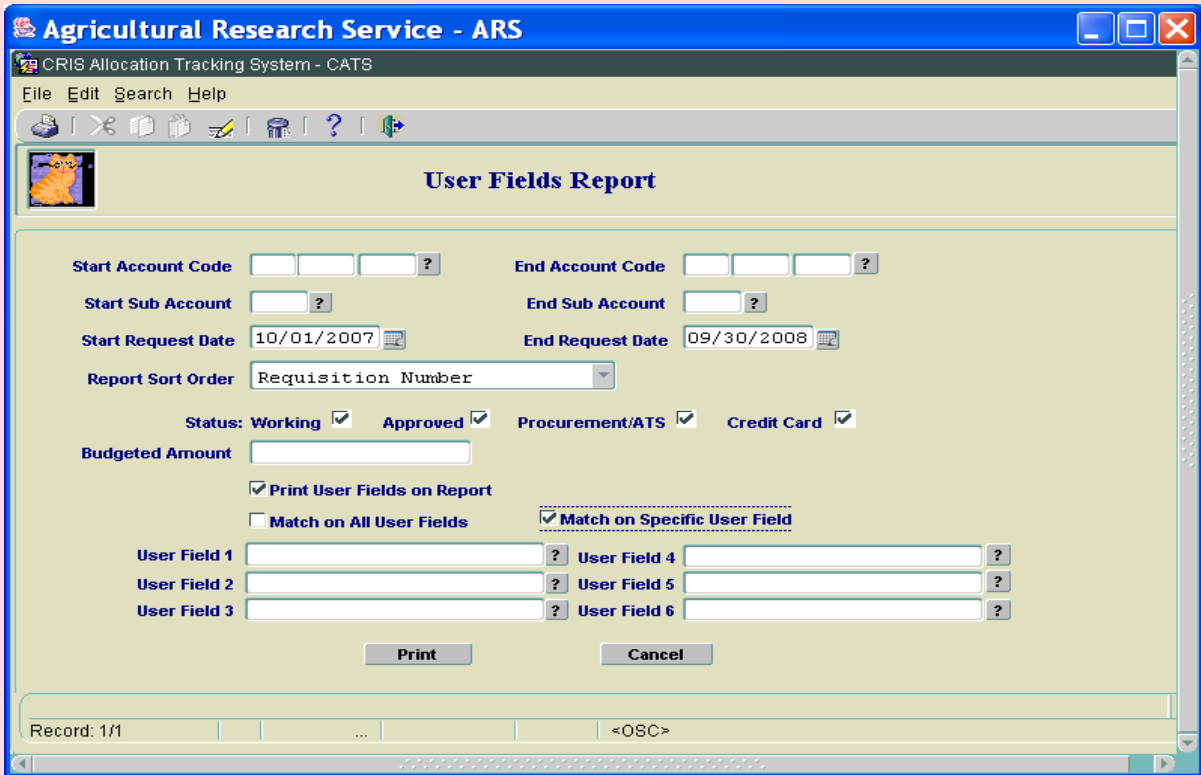 Agricultural Research Service - ARS
CRIS Allocation Tracking System - CATS
File Edit Search Help
?
User Fields Report
Start Account Code ? End Account Code ?
Start Sub Account ? End Sub Account ?
Start Request Date 10/01/2007 End Request Date 09/30/2008
Report Sort Order Requisition Number
Status: Working Approved Procurement/ATS Credit Card
Budgeted Amount
Print User Fields on Report
Match on All User Fields Match on Specific User Field
User Field 1 ? User Field 4 ?
User Field 2 ? User Field 5 ?
User Field 3 ? User Field 6 ?
Print Cancel
Record: 1/1 ... <OSC>